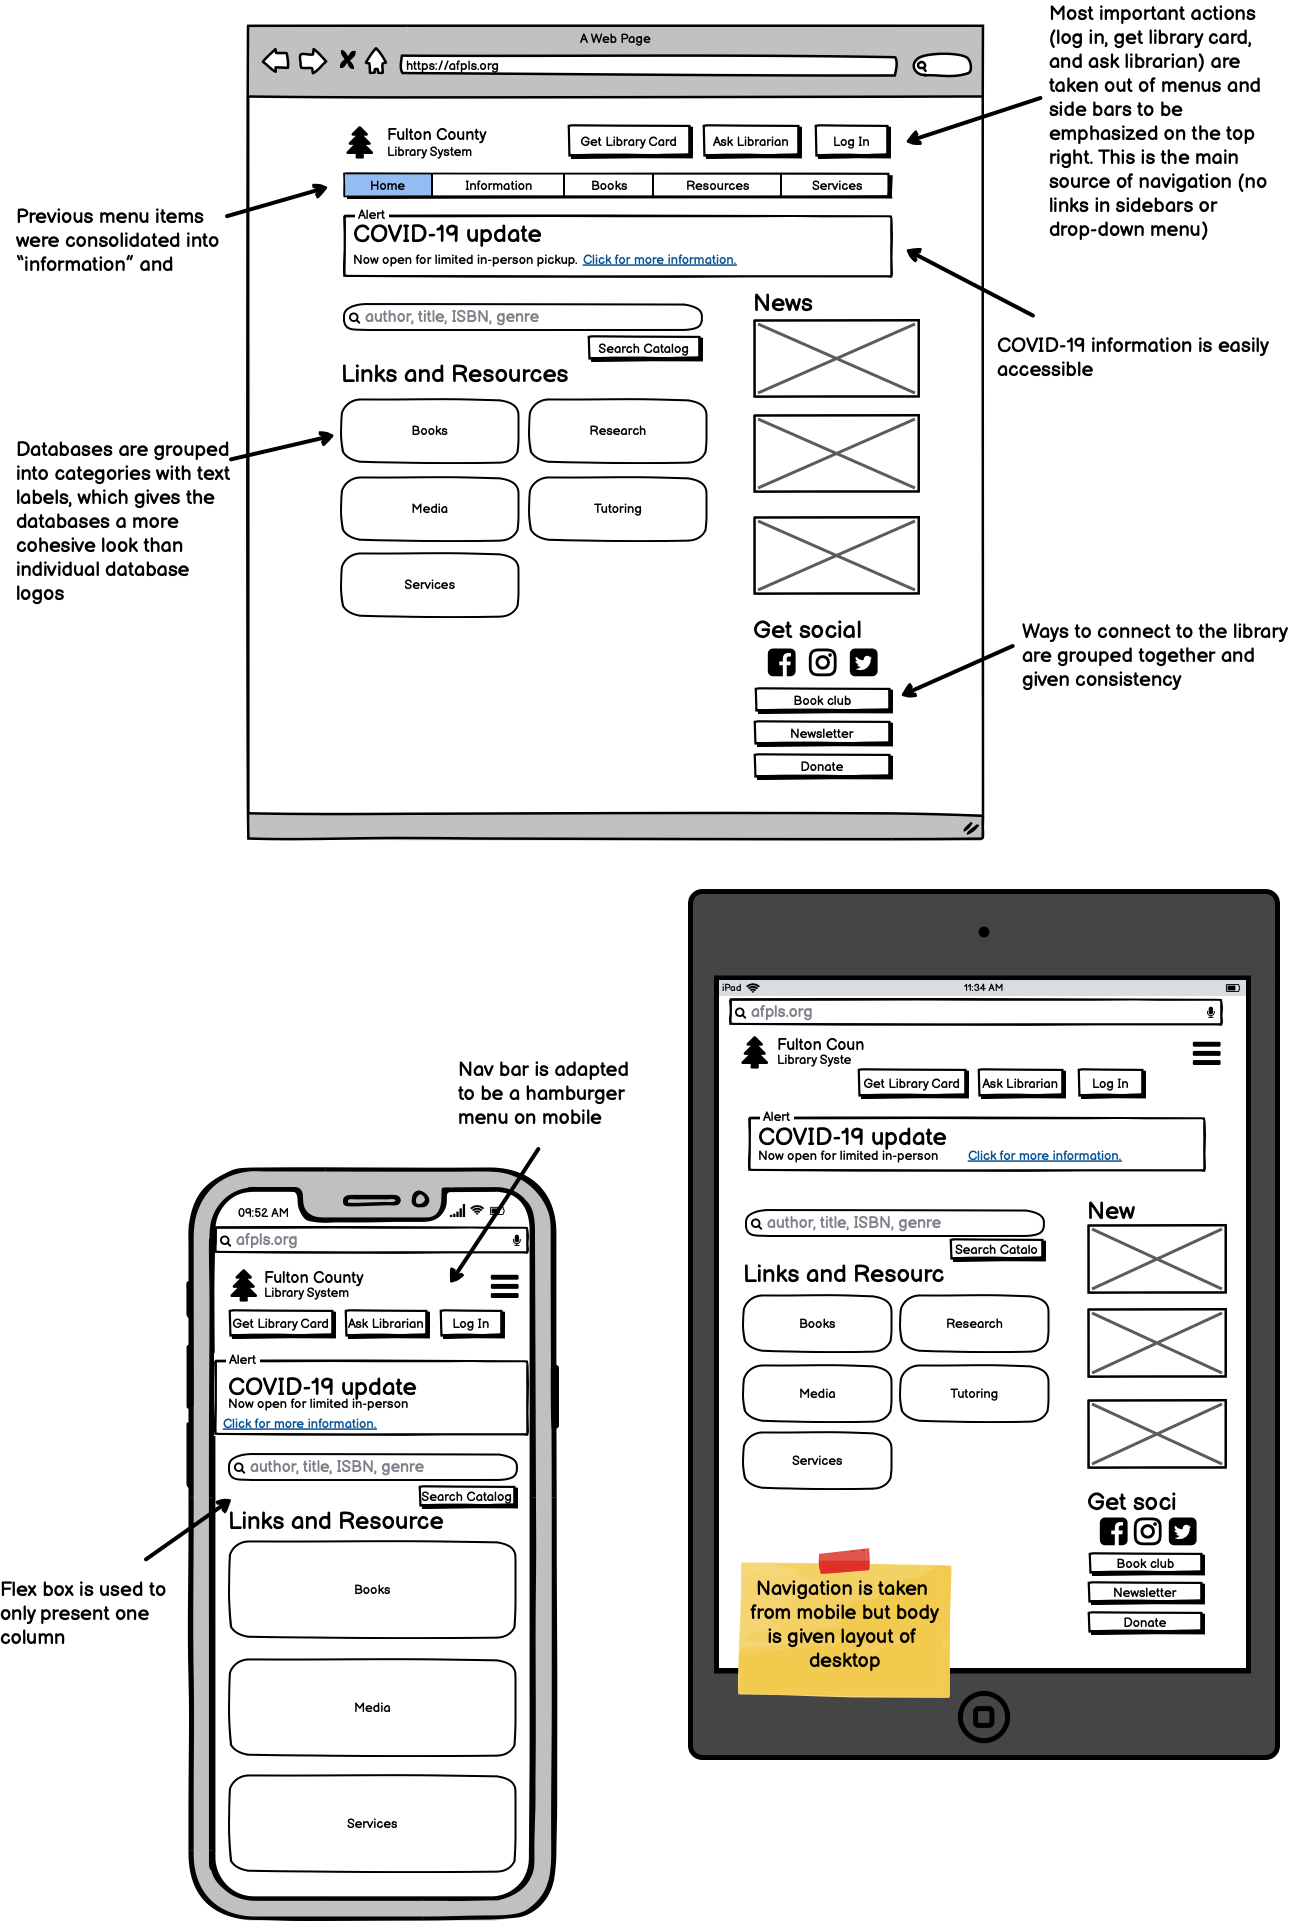 Most important actions
(log in, get library card,
and ask librarian) are
taken out of menus and
side bars to be
emphasized on the top
right. This is the main
source of navigation (no
links in sidebars or
drop-down menu)
A Web Page
https://afpls.org
Fulton County
Library System
Get Library Card
Ask Librarian
Log In
Home
Information
Books
Resources
Services
Previous menu items
were consolidated into
“information” and
Alert
COVID-19 update
Now open for limited in-person pickup. Click for more information.
COVID-19 information is easily
accessible
author, title, ISBN, genre
Search Catalog
News
Links and Resources
Books
Research
Media
Tutoring
Services
Databases are grouped
into categories with text
labels, which gives the
databases a more
cohesive look than
individual database
logos
Get social
Book club
Newsletter
Donate
Ways to connect to the library
are grouped together and
given consistency
iPad
11:34 AM
afpls.org
Fulton Coun
Library Syste
Get Library Card
Ask Librarian
Log In
Alert
COVID-19 update
Now open for limited in-person
Click for more information.
author, title, ISBN, genre
Search Catalo
New
Links and Resourc
Books
Research
Media
Tutoring
Services
Get soci
Book club
Newsletter
Donate
Navigation is taken
from mobile but body
is given layout of
desktop
Nav bar is adapted
to be a hamburger
menu on mobile
09:52 AM
afpls.org
Fulton County
Library System
Get Library Card
Ask Librarian
Log In
Alert
COVID-19 update
Now open for limited in-person
Click for more information.
author, title, ISBN, genre
Search Catalog
Links and Resource
Books
Media
Services
Flex box is used to
only present one
column